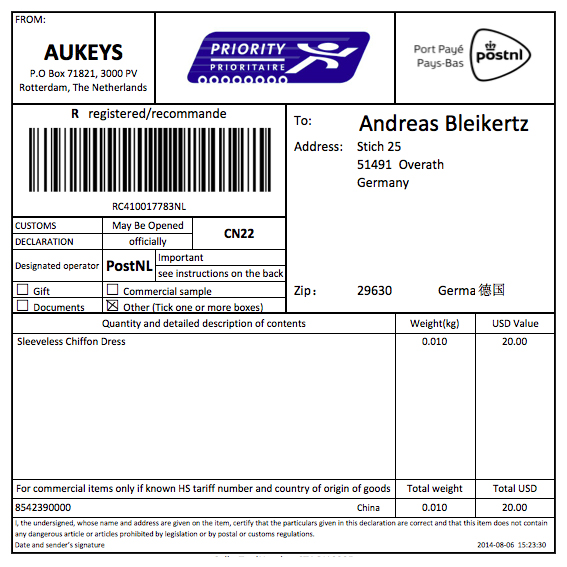 FROM:
AUKEYS
P.O Box 71821, 3000 PV
Rotterdam, The Netherlands
PRIORITY
PRIORITAIRE
Port Payé
Pays-Bas
postnl
R registered/recommande
RC410017783NL
To:
Andreas Bleikertz
Address:
Stich 25
51491 Overath
Germany
CUSTOMS
DECLARATION
May Be Opened
officially
CN22
Designated operator
PostNL
Important
see instructions on the back
Gift
Commercial sample
Documents
Other (Tick one or more boxes)
Zip：
29630
Germa 德国
Quantity and detailed description of contents
Weight(kg)
USD Value
Sleeveless Chiffon Dress
0.010
20.00
For commercial items only if known HS tariff number and country of origin of goods
Total weight
Total USD
8542390000
China
0.010
20.00
I, the undersigned, whose name and address are given on the item, certify that the particulars given in this declaration are correct and that this item does not contain
any dangerous article or articles prohibited by legislation or by postal or customs regulations.
Date and sender's signature
2014-08-06 15:23:30